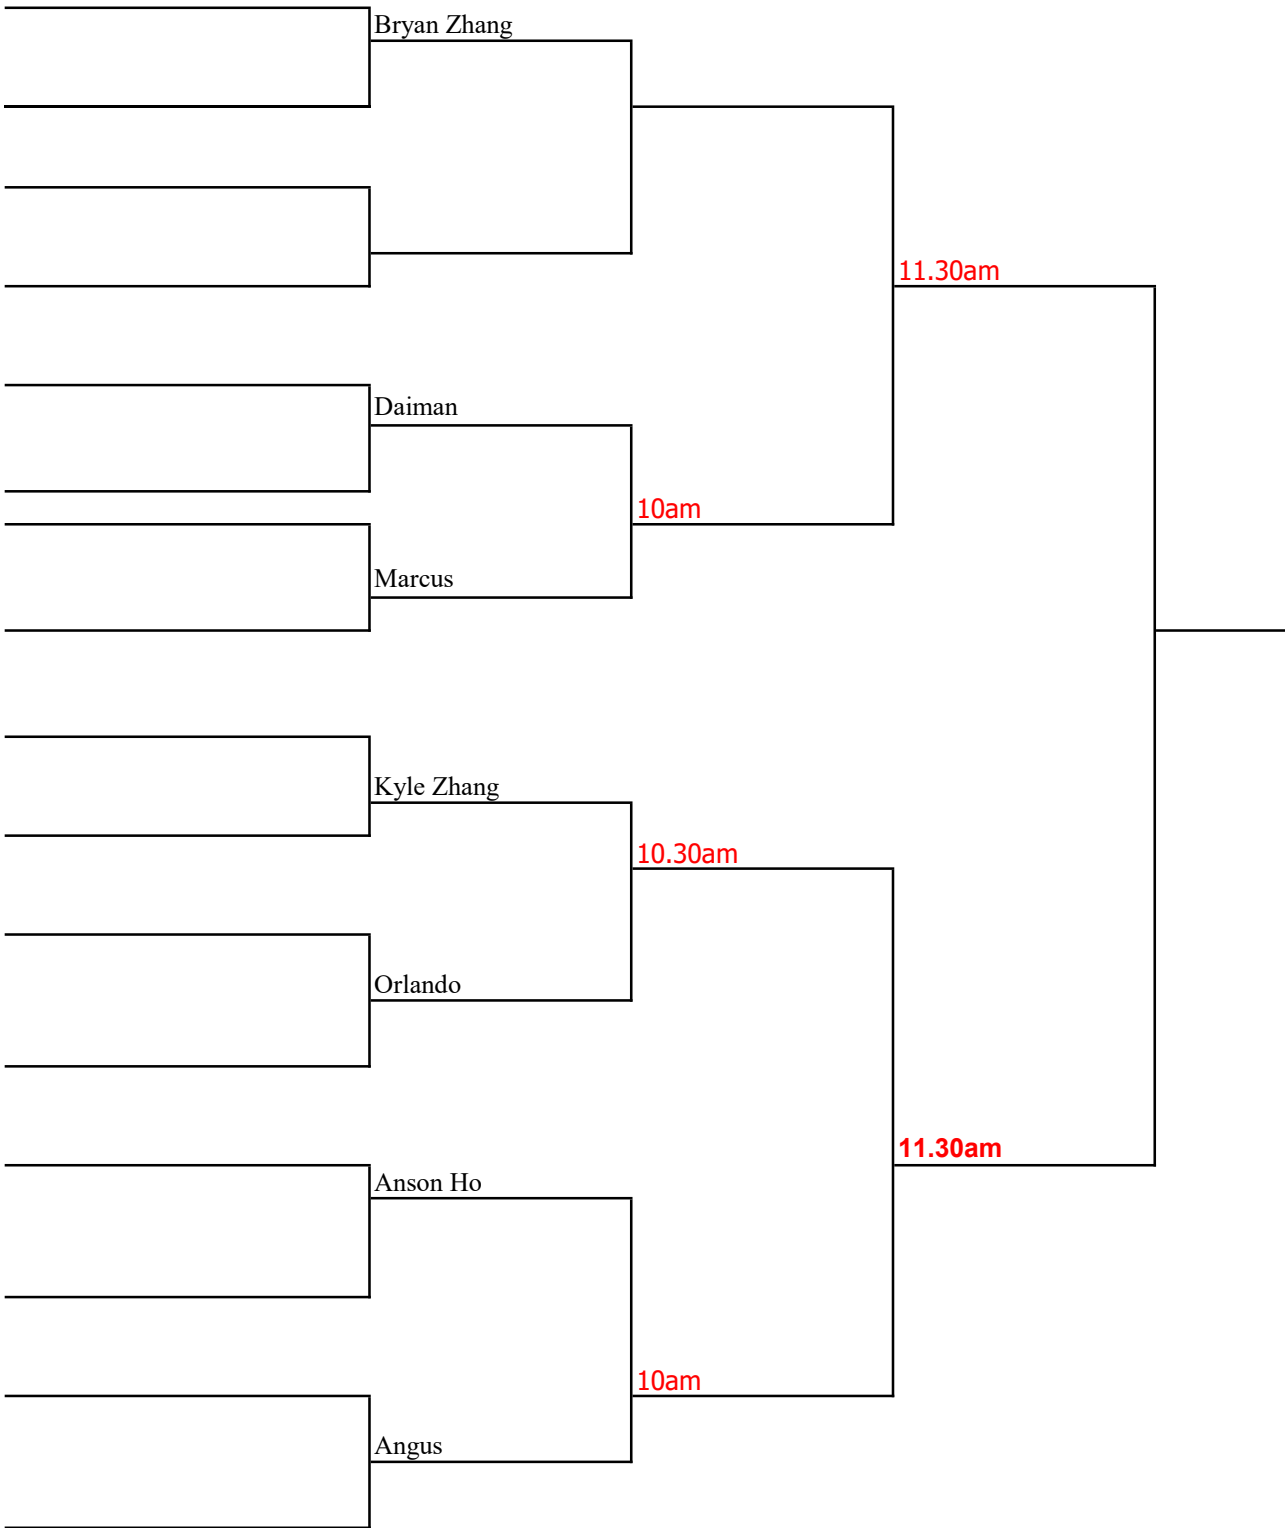 Bryan Zhang
11.30am
Daiman
10am
Marcus
Kyle Zhang
10.30am
Orlando
11.30am
Anson Ho
10am
Angus